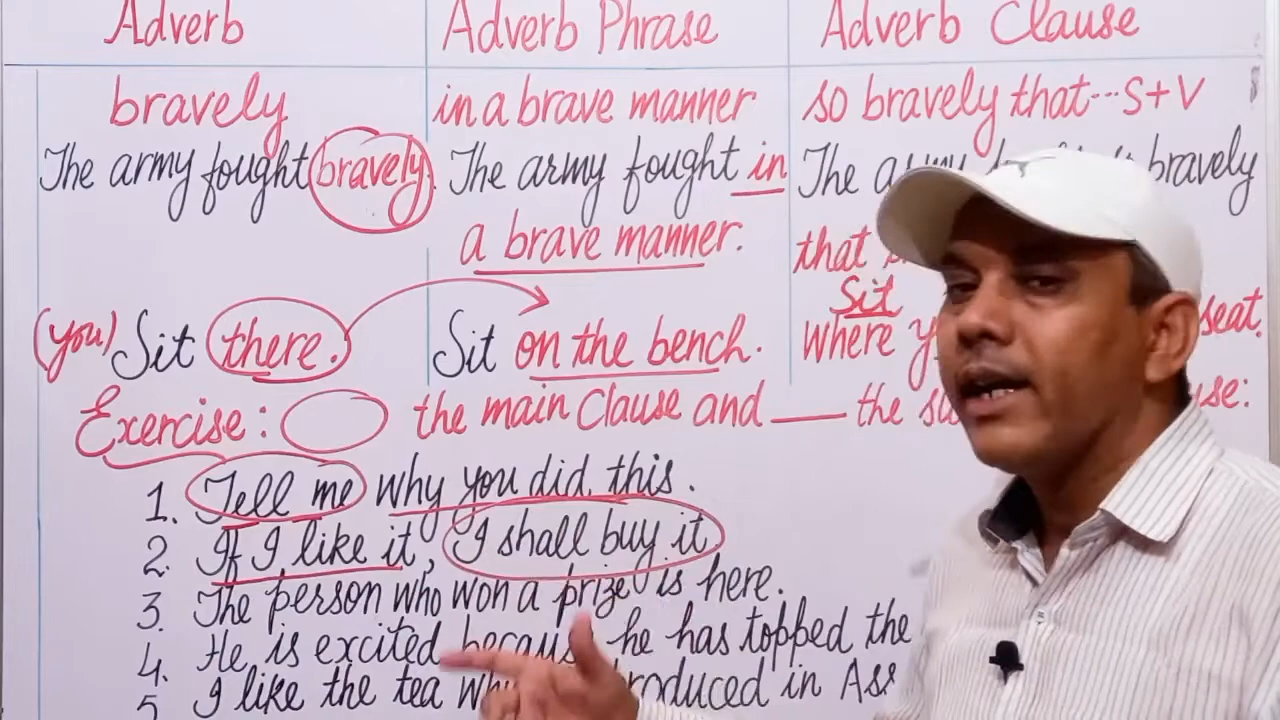 Adverb Adverb Phrase Adverb Clause
bravely in a brave manner so bravely that... S+V
The army fought bravely. The army fought in The bravely
a brave manner. that
Sit
(you) Sit there. Sit on the bench. where seat.
Exercise: the main Clause and ___ the
1. Tell me why you did this.
2. If I like it, I shall buy it
3. The person who won a prize is here.
4. He is excited because he has topped the
5 I like the tea in